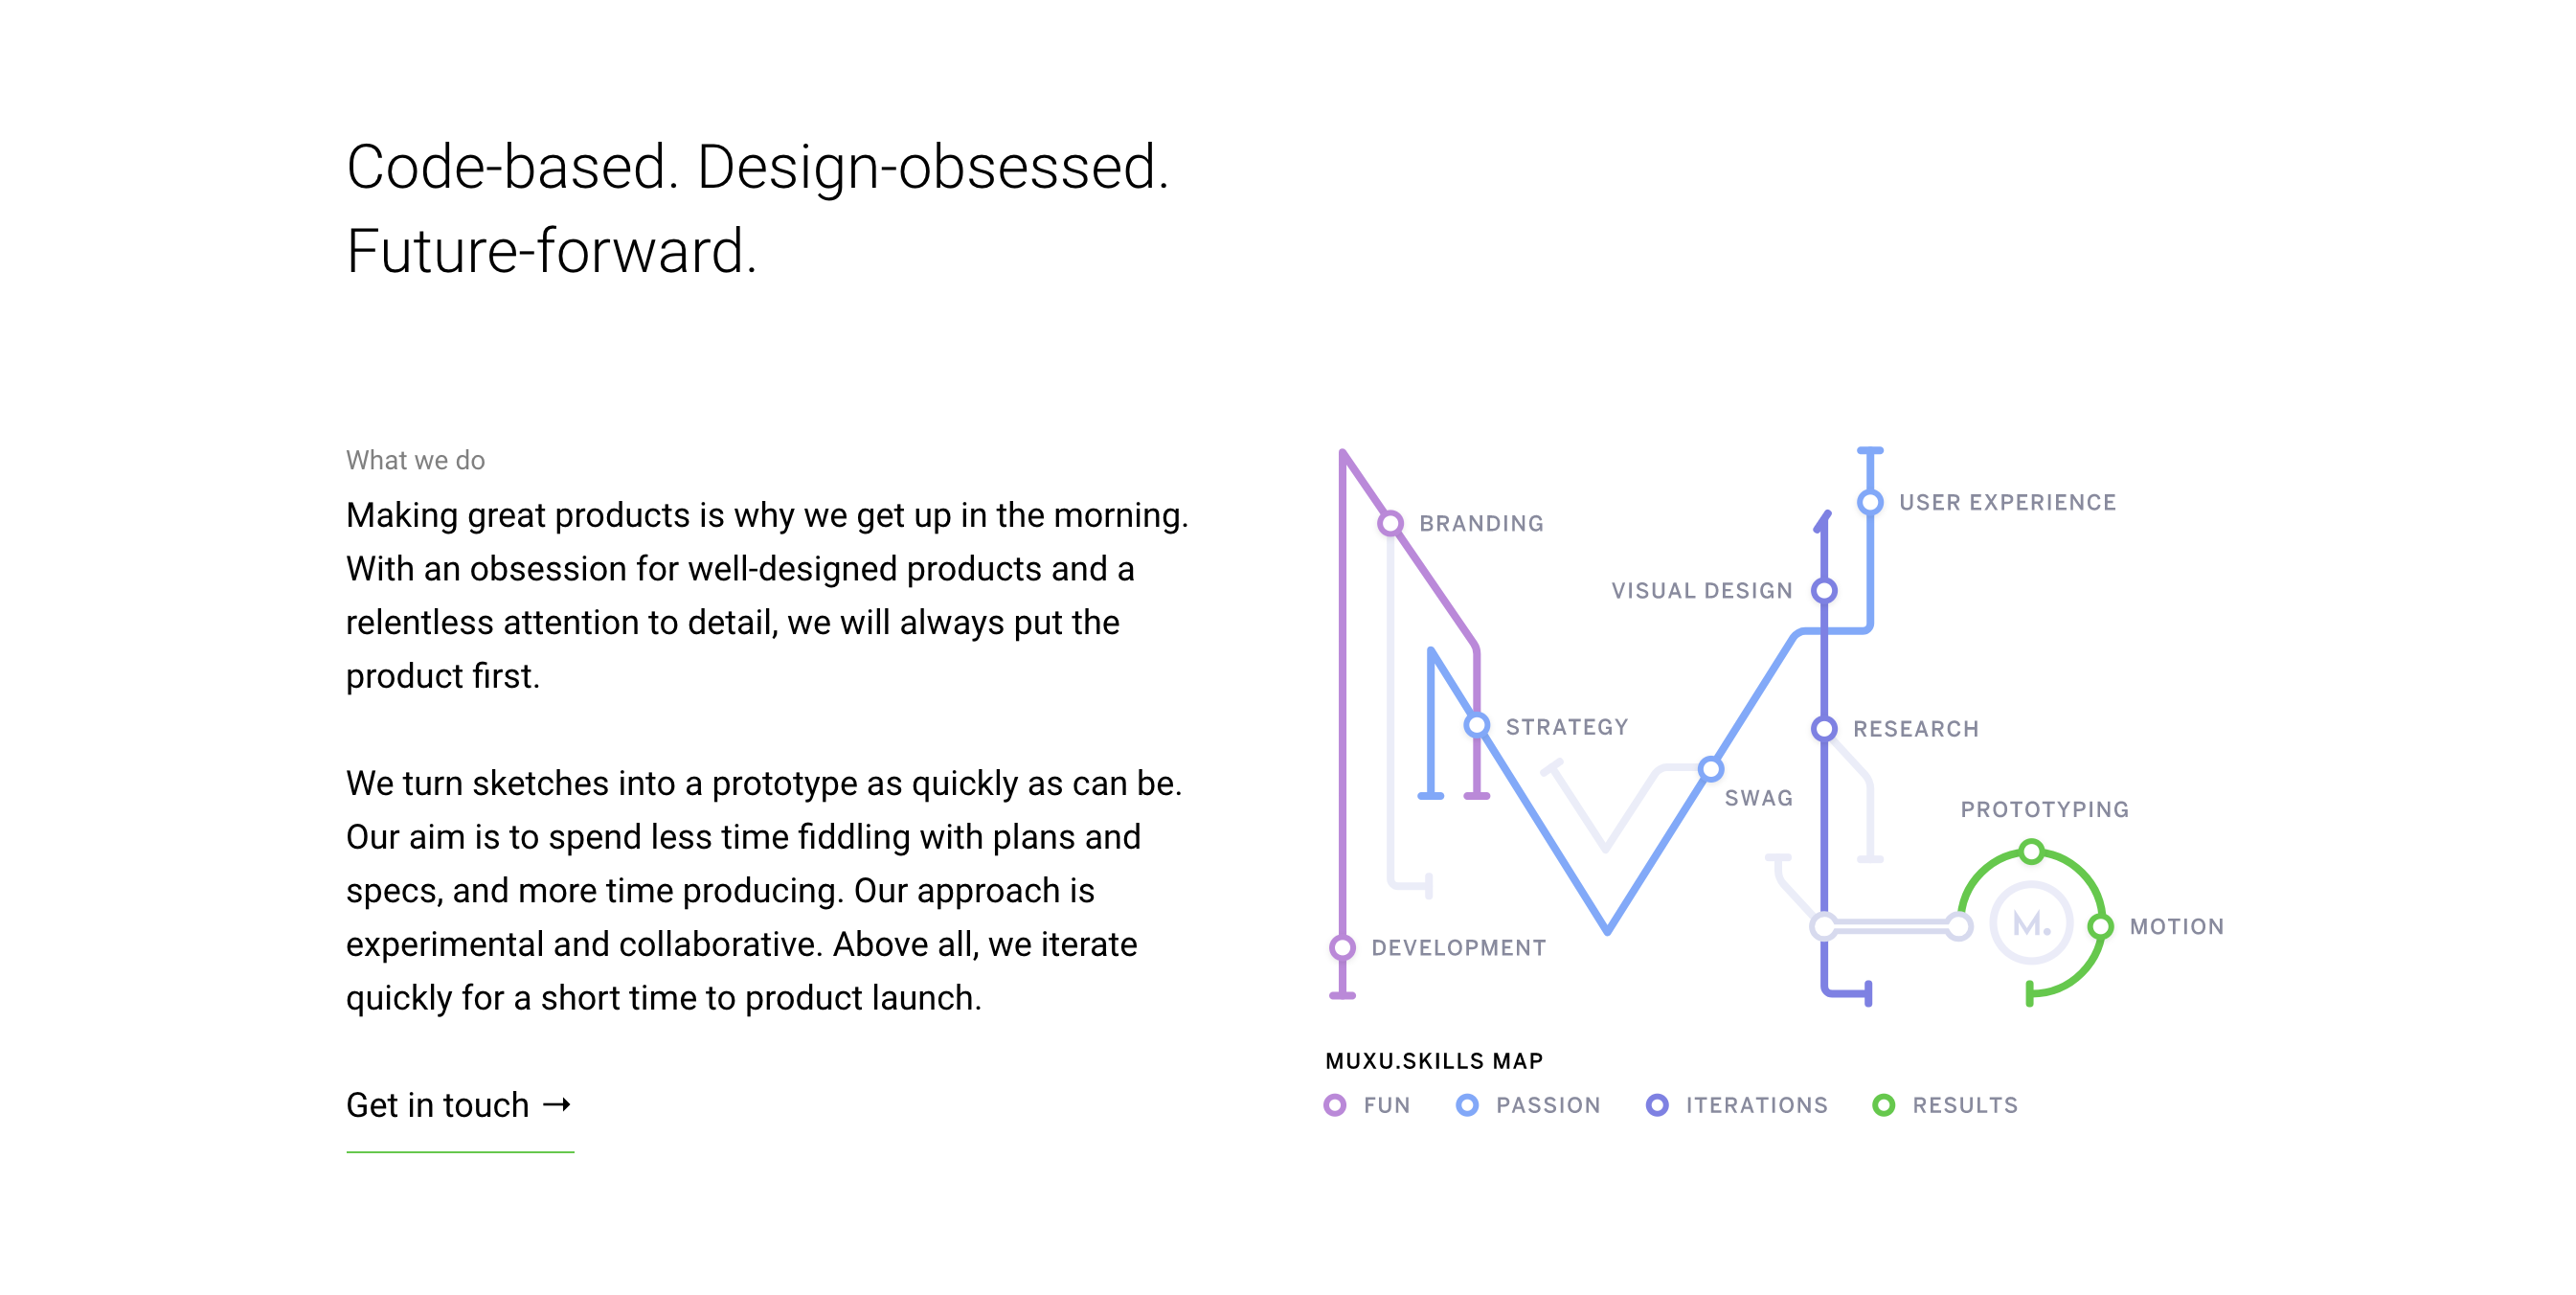 Code-based. Design-obsessed.
Future-forward.
What we do
Making great products is why we get up in the morning.
With an obsession for well-designed products and a
relentless attention to detail, we will always put the
product first.
We turn sketches into a prototype as quickly as can be.
Our aim is to spend less time fiddling with plans and
specs, and more time producing. Our approach is
experimental and collaborative. Above all, we iterate
quickly for a short time to product launch.
Get in touch →
USER EXPERIENCE
BRANDING
VISUAL DESIGN
STRATEGY
RESEARCH
SWAG
PROTOTYPING
M.
MOTION
DEVELOPMENT
MUXU.SKILLS MAP
FUN
PASSION
ITERATIONS
RESULTS